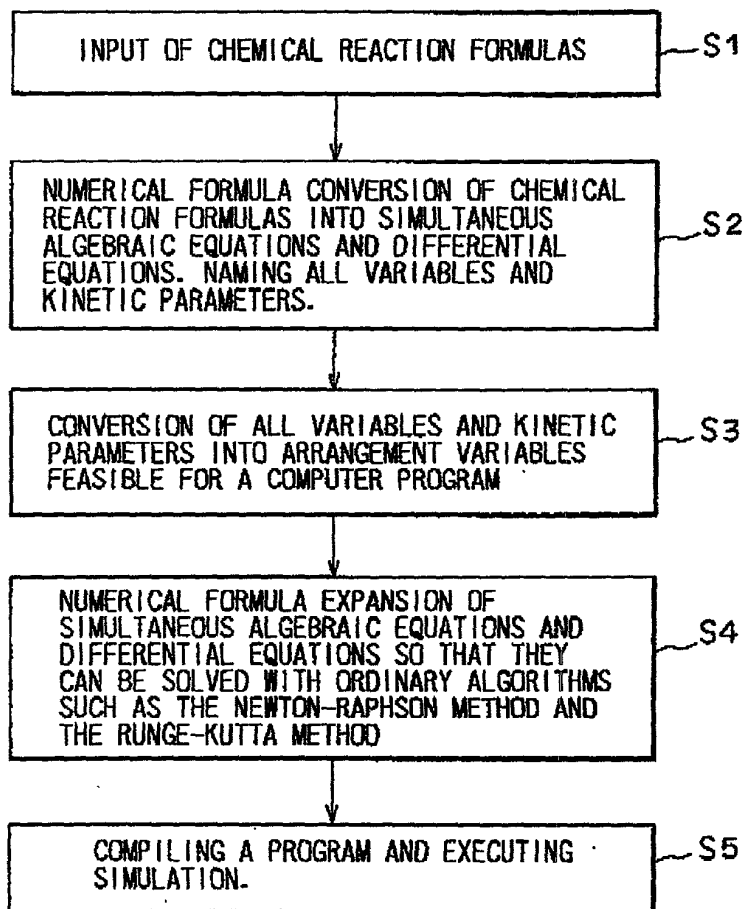 INPUT OF CHEMICAL REACTION FORMULAS
S1
NUMERICAL FORMULA CONVERSION OF CHEMICAL
REACTION FORMULAS INTO SIMULTANEOUS
ALGEBRAIC EQUATIONS AND DIFFERENTIAL
EQUATIONS. NAMING ALL VARIABLES AND
KINETIC PARAMETERS.
S2
CONVERSION OF ALL VARIABLES AND KINETIC
PARAMETERS INTO ARRANGEMENT VARIABLES
FEASIBLE FOR A COMPUTER PROGRAM
S3
NUMERICAL FORMULA EXPANSION OF
SIMULTANEOUS ALGEBRAIC EQUATIONS AND
DIFFERENTIAL EQUATIONS SO THAT THEY
CAN BE SOLVED WITH ORDINARY ALGORITHMS
SUCH AS THE NEWTON-RAPHSON METHOD AND
THE RUNGE-KUTTA METHOD
S4
COMPILING A PROGRAM AND EXECUTING
SIMULATION.
S5